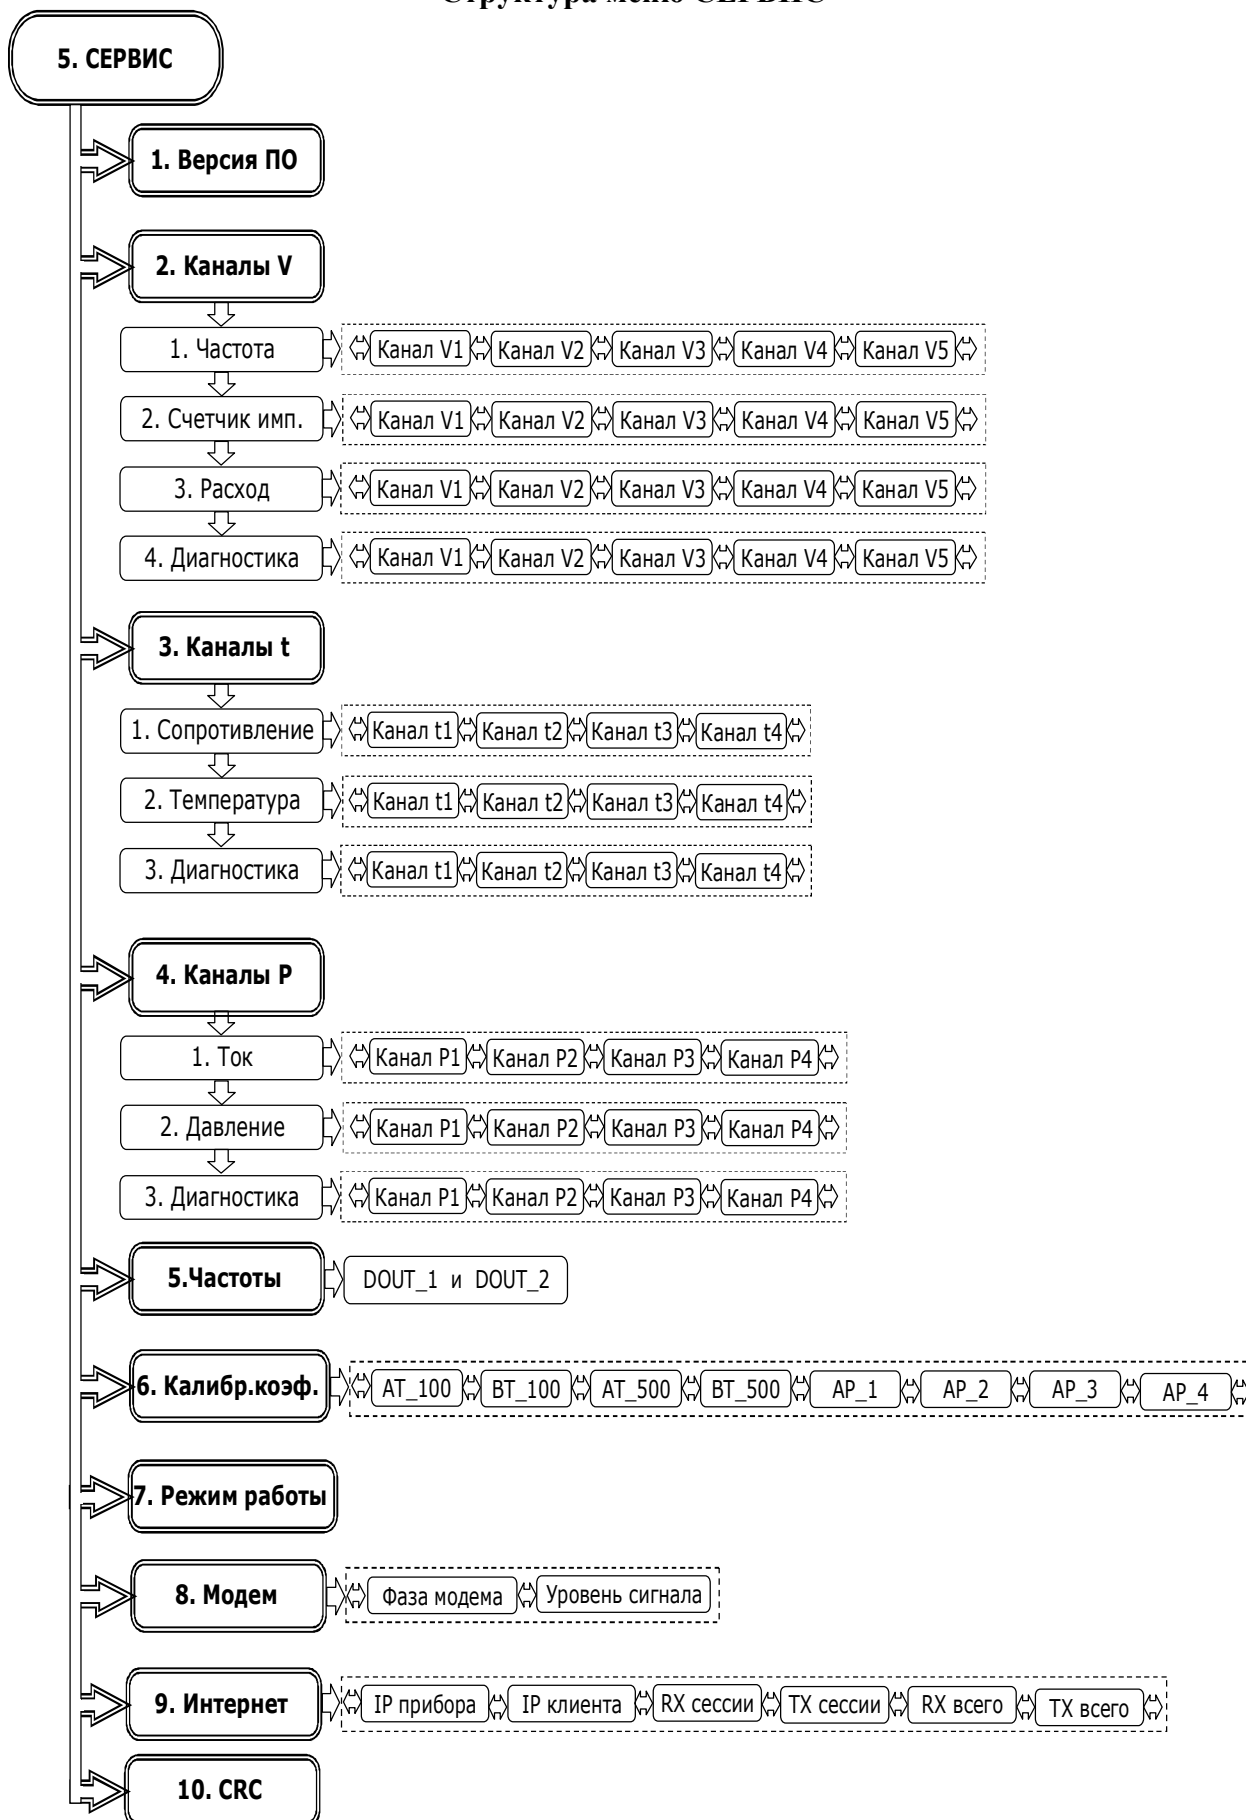 Структура меню СЕРВИС
5. СЕРВИС
1. Версия ПО
2. Каналы V
1. Частота Канал V1 Канал V2 Канал V3 Канал V4 Канал V5
2. Счетчик имп. Канал V1 Канал V2 Канал V3 Канал V4 Канал V5
3. Расход Канал V1 Канал V2 Канал V3 Канал V4 Канал V5
4. Диагностика Канал V1 Канал V2 Канал V3 Канал V4 Канал V5
3. Каналы t
1. Сопротивление Канал t1 Канал t2 Канал t3 Канал t4
2. Температура Канал t1 Канал t2 Канал t3 Канал t4
3. Диагностика Канал t1 Канал t2 Канал t3 Канал t4
4. Каналы P
1. Ток Канал P1 Канал P2 Канал P3 Канал P4
2. Давление Канал P1 Канал P2 Канал P3 Канал P4
3. Диагностика Канал P1 Канал P2 Канал P3 Канал P4
5.Частоты DOUT_1 и DOUT_2
6. Калибр.коэф. AT_100 BT_100 AT_500 BT_500 AP_1 AP_2 AP_3 AP_4
7. Режим работы
8. Модем Фаза модема Уровень сигнала
9. Интернет IP прибора IP клиента RX сессии TX сессии RX всего TX всего
10. CRC